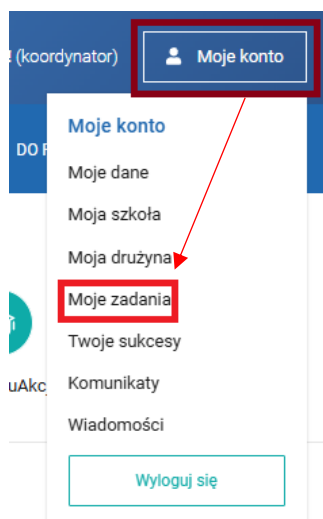 (koordynator)
Moje konto
DO
Moje konto
Moje dane
Moja szkoła
Moja drużyna
Moje zadania
Twoje sukcesy
uAkc
Komunikaty
Wiadomości
Wyloguj się